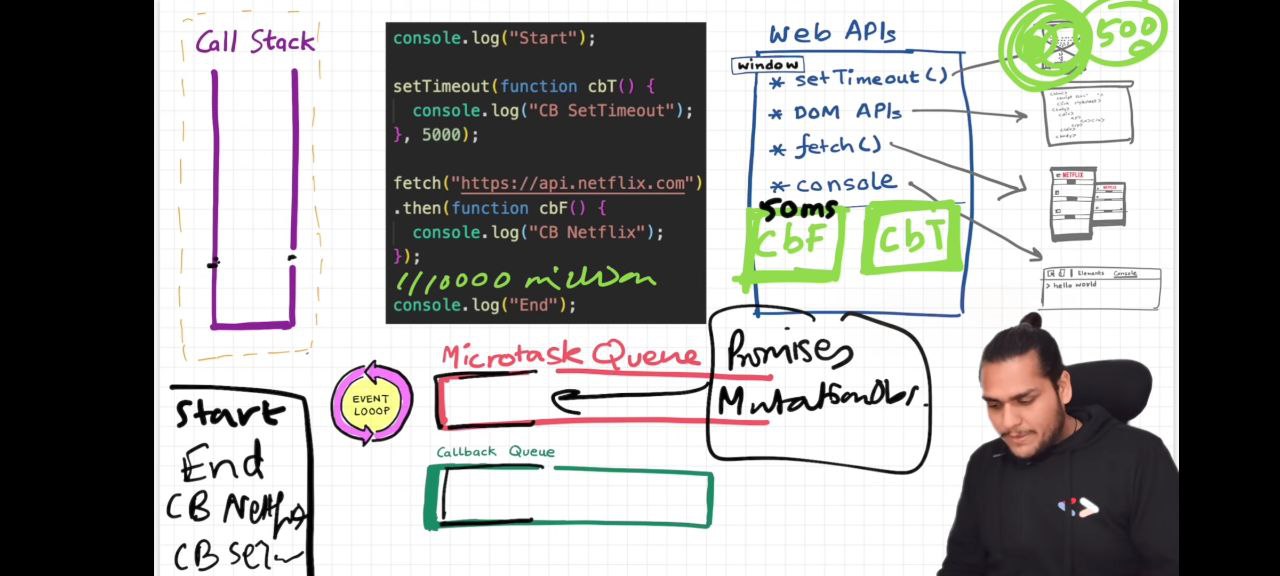 Call Stack
console.log("Start");
setTimeout(function cbT() {
console.log("CB SetTimeout");
}, 5000);
fetch("https://api.netflix.com")
.then(function cbF() {
console.log("CB Netflix");
});
million
console.log("End");
Web APIs
window
* setTimeout()
* DOM APIs
* fetch()
* console
50ms
CbF
CbT
500
NETFLIX
Elements Console
> hello world
Microtask Queue
Promises
MutationObs.
EVENT
LOOOP
Callback Queue
Start
End
CB Netflix
CB set